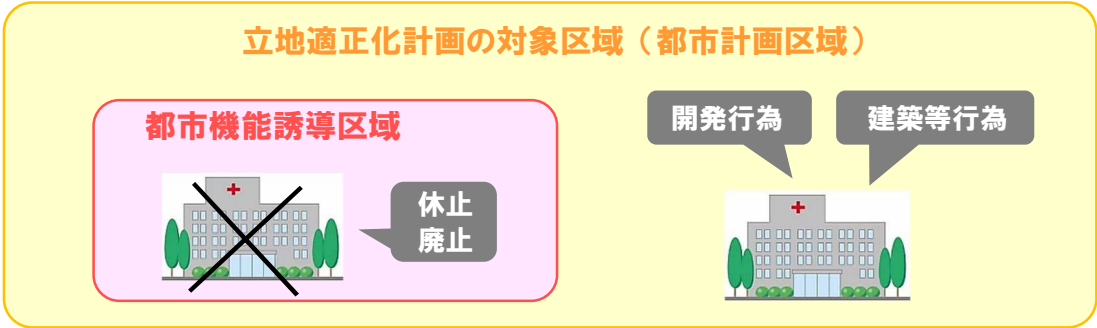 立地適正化計画の対象区域（都市計画区域）
都市機能誘導区域
休止
廃止
開発行為
建築等行為